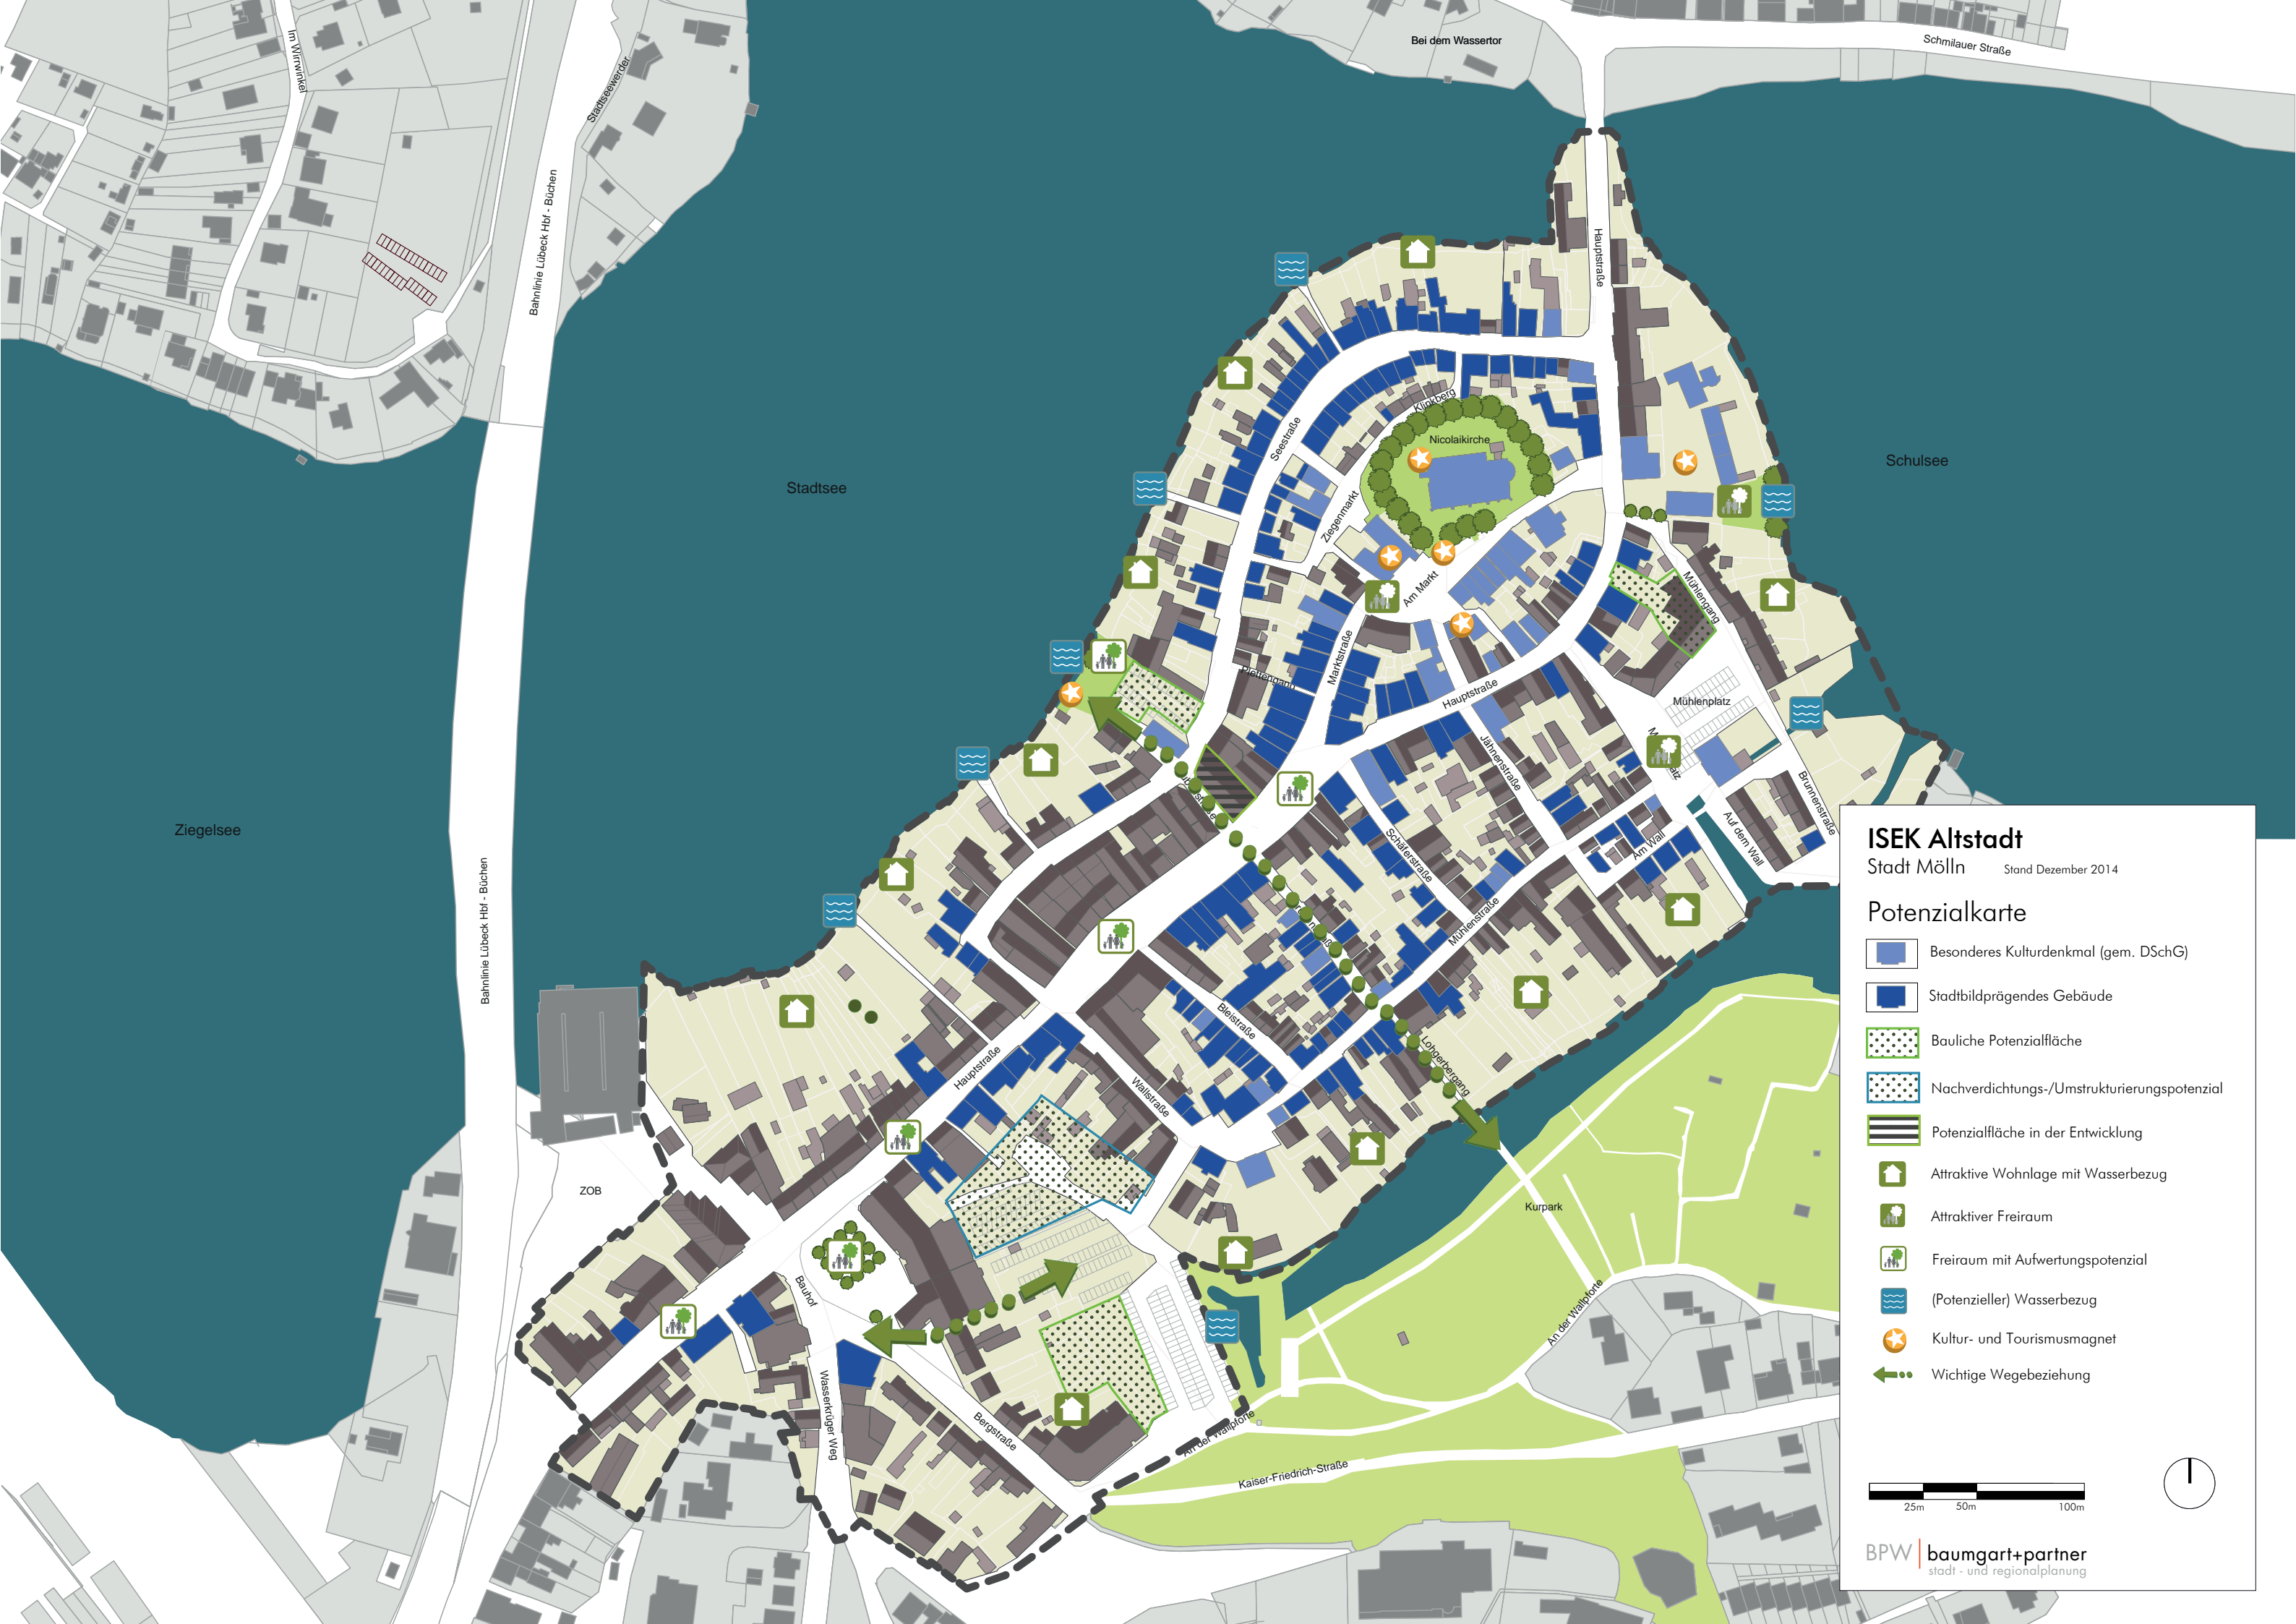 Im Wirrwinkel
Stadtseewerder
Bahnlinie Lübeck Hbf - Büchen
Bei dem Wassertor
Schmilauer Straße
Hauptstraße
Stadtsee
Schulsee
Ziegelsee
Seestraße
Klinkberg
Nicolaikirche
Ziegenmarkt
Am Markt
Mühlengang
Marktstraße
Hauptstraße
Mühlenplatz
Jähnenstraße
Brunnenstraße
Auf dem Wall
Am Wall
Schäferstraße
Mühlenstraße
Bahnlinie Lübeck Hbf - Büchen
Bleistraße
Lohgerbergang
Hauptstraße
Wallstraße
ZOB
Kurpark
Bauhof
An der Wallpforte
Wasserkrüger Weg
Bergstraße
An der Wallpforte
Kaiser-Friedrich-Straße
ISEK Altstadt
Stadt Mölln Stand Dezember 2014
Potenzialkarte
Besonderes Kulturdenkmal (gem. DSchG)
Stadtbildprägendes Gebäude
Bauliche Potenzialfläche
Nachverdichtungs-/Umstrukturierungspotenzial
Potenzialfläche in der Entwicklung
Attraktive Wohnlage mit Wasserbezug
Attraktiver Freiraum
Freiraum mit Aufwertungspotenzial
(Potenzieller) Wasserbezug
Kultur- und Tourismusmagnet
Wichtige Wegebeziehung
25m 50m 100m
BPW baumgart+partner
stadt - und regionalplanung